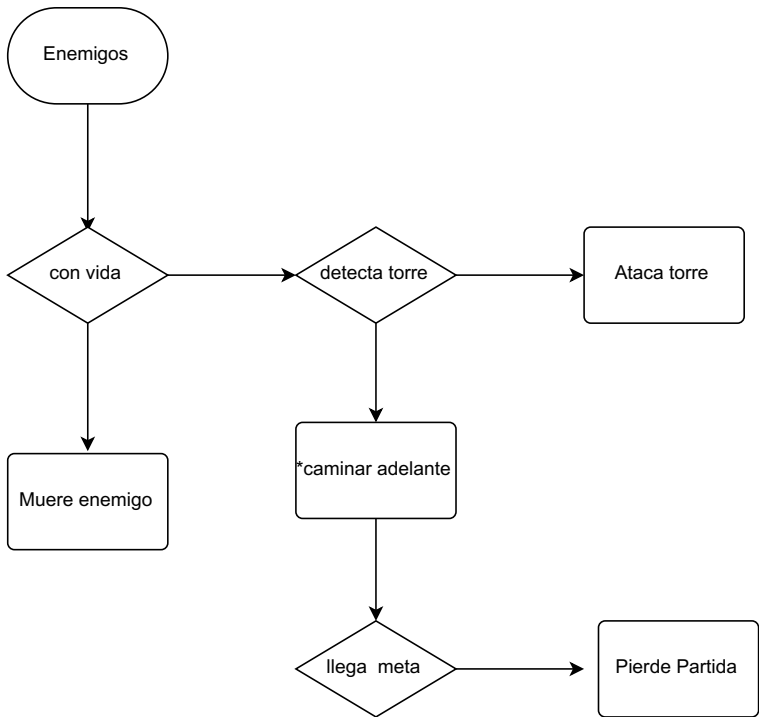 Enemigos
con vida
detecta torre
Ataca torre
*caminar adelante
Muere enemigo
llega meta
Pierde Partida